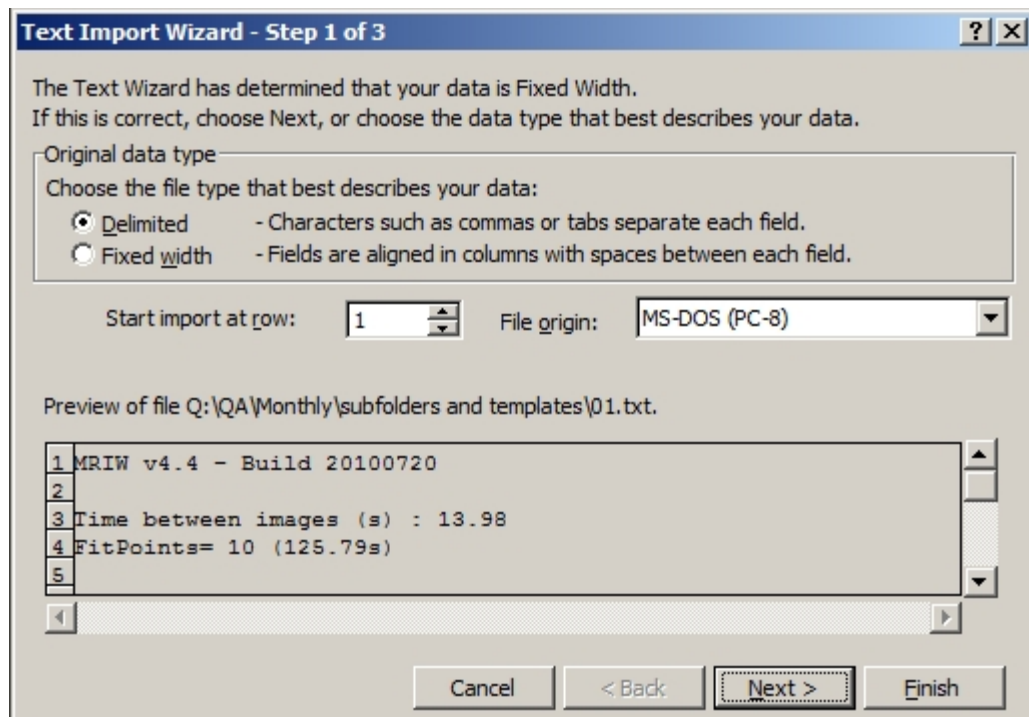 Text Import Wizard - Step 1 of 3
The Text Wizard has determined that your data is Fixed Width.
If this is correct, choose Next, or choose the data type that best describes your data.
Original data type
Choose the file type that best describes your data:
Delimited - Characters such as commas or tabs separate each field.
Fixed width - Fields are aligned in columns with spaces between each field.
Start import at row: 1 File origin: MS-DOS (PC-8)
Preview of file Q:\QA\Monthly\subfolders and templates\01.txt.
1 MRIW v4.4 - Build 20100720
2
3 Time between images (s) : 13.98
4 FitPoints= 10 (125.79s)
5
Cancel < Back Next > Finish